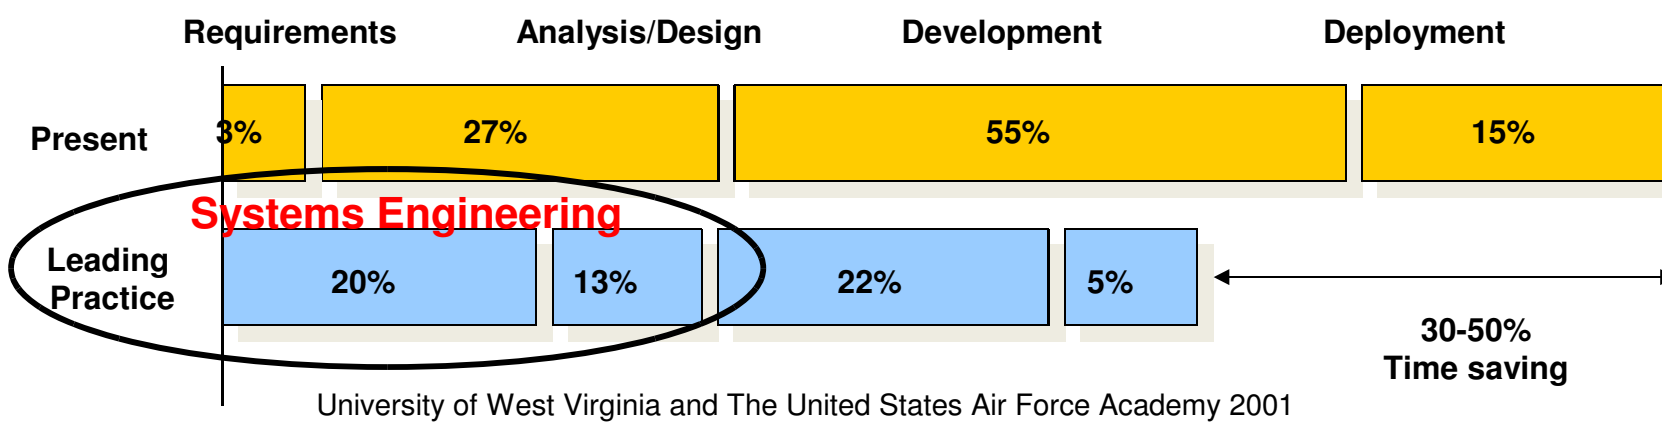 Requirements Analysis/Design Development Deployment
Present 3% 27% 55% 15%
Systems Engineering
Leading
Practice
20% 13% 22% 5%
30-50%
Time saving
University of West Virginia and The United States Air Force Academy 2001